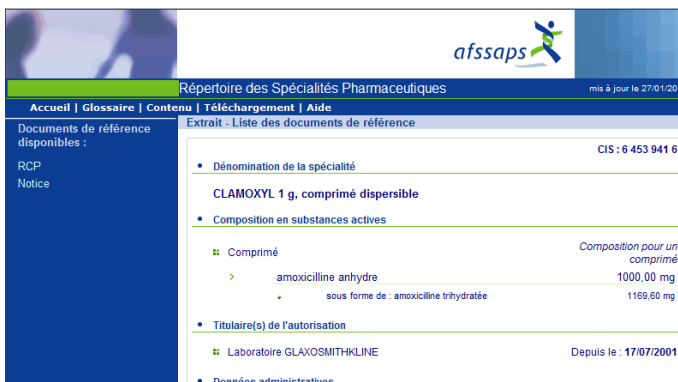 afssaps
Répertoire des Spécialités Pharmaceutiques
mis à jour le 27/01/20
Accueil | Glossaire | Contenu | Téléchargement | Aide
Documents de référence
disponibles :
RCP
Notice
Extrait - Liste des documents de référence
CIS : 6 453 941 6
Dénomination de la spécialité
CLAMOXYL 1 g, comprimé dispersible
Composition en substances actives
Comprimé
Composition pour un
comprimé
amoxicilline anhydre 1000,00 mg
sous forme de : amoxicilline trihydratée 1169,60 mg
Titulaire(s) de l'autorisation
Laboratoire GLAXOSMITHKLINE Depuis le : 17/07/2001
Données administratives